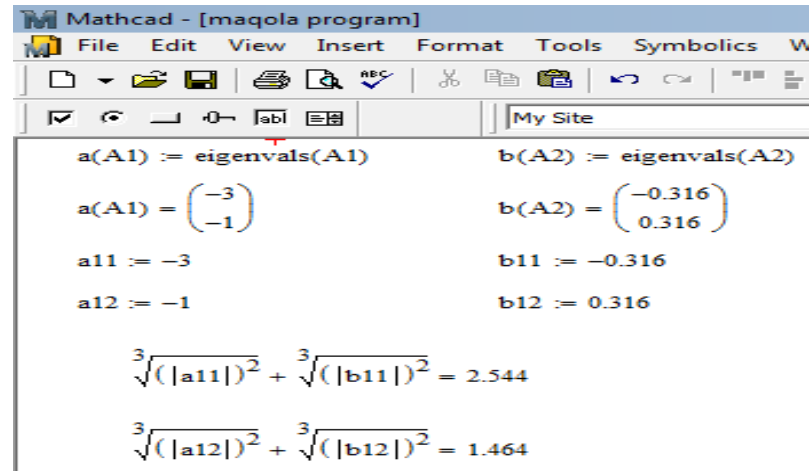 Mathcad - [maqola program]
File Edit View Insert Format Tools Symbolics W
ABC
abl My Site
a(A1) := eigenvals(A1) b(A2) := eigenvals(A2)
a(A1) = (−3 −1) b(A2) = (−0.316 0.316)
a11 := −3 b11 := −0.316
a12 := −1 b12 := 0.316
∛(|a11|)² + ∛(|b11|)² = 2.544
∛(|a12|)² + ∛(|b12|)² = 1.464